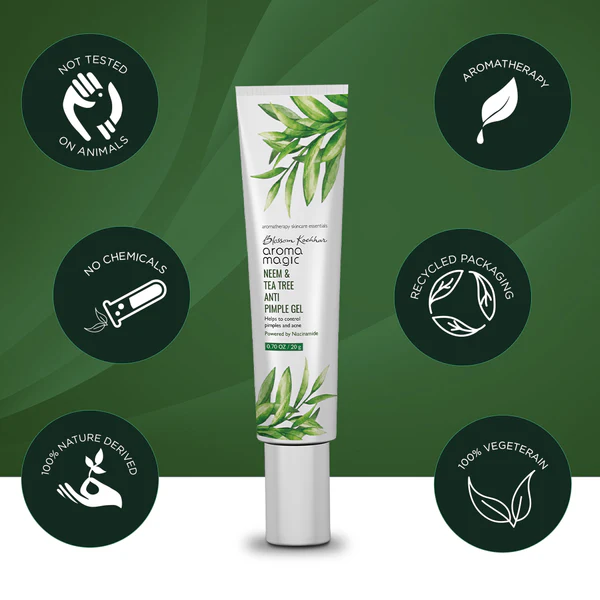 NOT TESTED
ON ANIMALS
AROMATHERAPY
NO CHEMICALS
RECYCLED PACKAGING
100% NATURE DERIVED
100% VEGETERAIN
aromatherapy skincare essentials
Blossom Kochhar
aroma
magic
NEEM &
TEA TREE
ANTI
PIMPLE GEL
Helps to control
pimples and acne
Powered by Niacinamide
0.70 OZ / 20 g